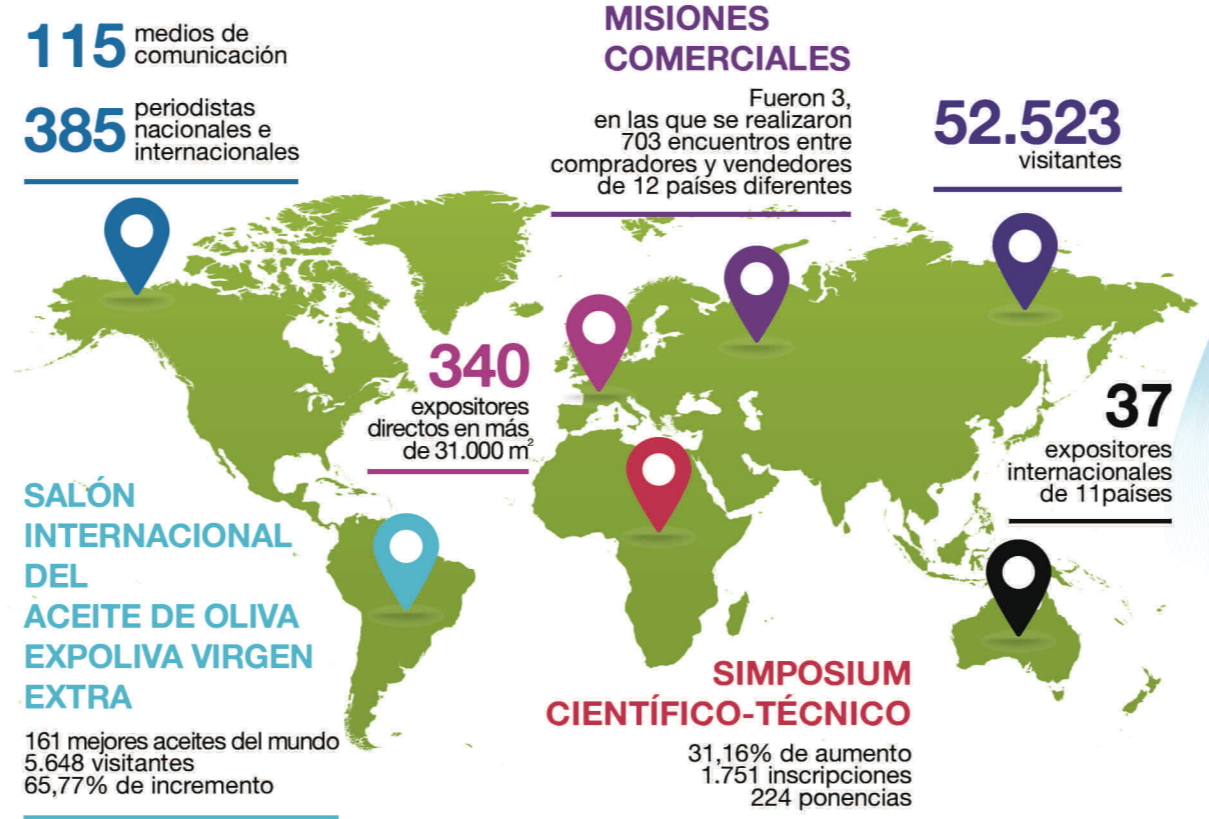 115 medios de
comunicación
385 periodistas
nacionales e
internacionales
MISIONES
COMERCIALES
Fueron 3,
en las que se realizaron
703 encuentros entre
compradores y vendedores
de 12 países diferentes
52.523
visitantes
340
expositores
directos en más
de 31.000 m²
37
expositores
internacionales
de 11países
SALÓN
INTERNACIONAL
DEL
ACEITE DE OLIVA
EXPOLIVA VIRGEN
EXTRA
161 mejores aceites del mundo
5.648 visitantes
65,77% de incremento
SIMPOSIUM
CIENTÍFICO-TÉCNICO
31,16% de aumento
1.751 inscripciones
224 ponencias